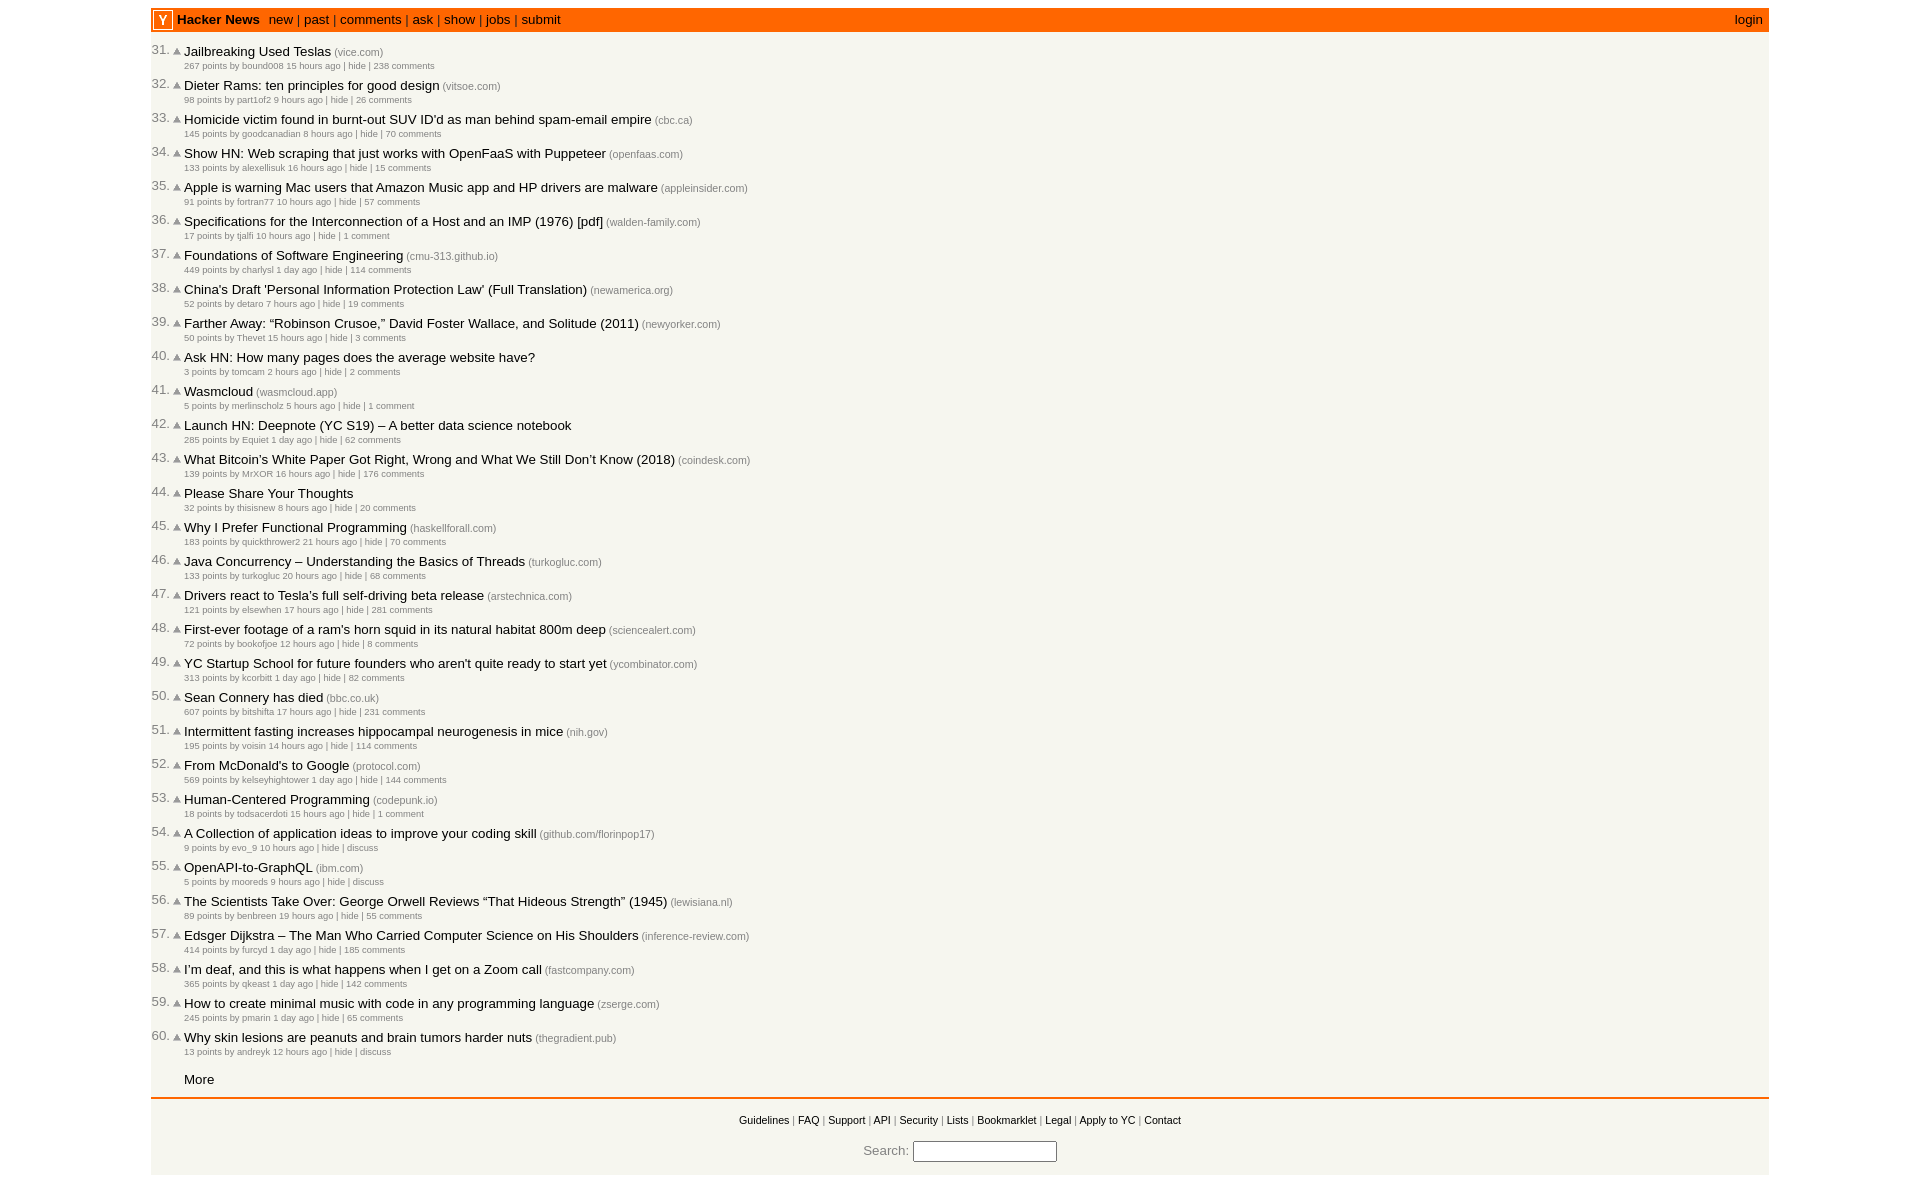 Y Hacker News new | past | comments | ask | show | jobs | submit login
31. Jailbreaking Used Teslas (vice.com)
267 points by bound008 15 hours ago | hide | 238 comments
32. Dieter Rams: ten principles for good design (vitsoe.com)
98 points by part1of2 9 hours ago | hide | 26 comments
33. Homicide victim found in burnt-out SUV ID'd as man behind spam-email empire (cbc.ca)
145 points by goodcanadian 8 hours ago | hide | 70 comments
34. Show HN: Web scraping that just works with OpenFaaS with Puppeteer (openfaas.com)
133 points by alexellisuk 16 hours ago | hide | 15 comments
35. Apple is warning Mac users that Amazon Music app and HP drivers are malware (appleinsider.com)
91 points by fortran77 10 hours ago | hide | 57 comments
36. Specifications for the Interconnection of a Host and an IMP (1976) [pdf] (walden-family.com)
17 points by tjalfi 10 hours ago | hide | 1 comment
37. Foundations of Software Engineering (cmu-313.github.io)
449 points by charlysl 1 day ago | hide | 114 comments
38. China's Draft 'Personal Information Protection Law' (Full Translation) (newamerica.org)
52 points by detaro 7 hours ago | hide | 19 comments
39. Farther Away: “Robinson Crusoe,” David Foster Wallace, and Solitude (2011) (newyorker.com)
50 points by Thevet 15 hours ago | hide | 3 comments
40. Ask HN: How many pages does the average website have?
3 points by tomcam 2 hours ago | hide | 2 comments
41. Wasmcloud (wasmcloud.app)
5 points by merlinscholz 5 hours ago | hide | 1 comment
42. Launch HN: Deepnote (YC S19) – A better data science notebook
285 points by Equiet 1 day ago | hide | 62 comments
43. What Bitcoin’s White Paper Got Right, Wrong and What We Still Don’t Know (2018) (coindesk.com)
139 points by MrXOR 16 hours ago | hide | 176 comments
44. Please Share Your Thoughts
32 points by thisisnew 8 hours ago | hide | 20 comments
45. Why I Prefer Functional Programming (haskellforall.com)
183 points by quickthrower2 21 hours ago | hide | 70 comments
46. Java Concurrency – Understanding the Basics of Threads (turkogluc.com)
133 points by turkogluc 20 hours ago | hide | 68 comments
47. Drivers react to Tesla’s full self-driving beta release (arstechnica.com)
121 points by elsewhen 17 hours ago | hide | 281 comments
48. First-ever footage of a ram's horn squid in its natural habitat 800m deep (sciencealert.com)
72 points by bookofjoe 12 hours ago | hide | 8 comments
49. YC Startup School for future founders who aren't quite ready to start yet (ycombinator.com)
313 points by kcorbitt 1 day ago | hide | 82 comments
50. Sean Connery has died (bbc.co.uk)
607 points by bitshifta 17 hours ago | hide | 231 comments
51. Intermittent fasting increases hippocampal neurogenesis in mice (nih.gov)
195 points by voisin 14 hours ago | hide | 114 comments
52. From McDonald's to Google (protocol.com)
569 points by kelseyhightower 1 day ago | hide | 144 comments
53. Human-Centered Programming (codepunk.io)
18 points by todsacerdoti 15 hours ago | hide | 1 comment
54. A Collection of application ideas to improve your coding skill (github.com/florinpop17)
9 points by evo_9 10 hours ago | hide | discuss
55. OpenAPI-to-GraphQL (ibm.com)
5 points by mooreds 9 hours ago | hide | discuss
56. The Scientists Take Over: George Orwell Reviews “That Hideous Strength” (1945) (lewisiana.nl)
89 points by benbreen 19 hours ago | hide | 55 comments
57. Edsger Dijkstra – The Man Who Carried Computer Science on His Shoulders (inference-review.com)
414 points by furcyd 1 day ago | hide | 185 comments
58. I’m deaf, and this is what happens when I get on a Zoom call (fastcompany.com)
365 points by qkeast 1 day ago | hide | 142 comments
59. How to create minimal music with code in any programming language (zserge.com)
245 points by pmarin 1 day ago | hide | 65 comments
60. Why skin lesions are peanuts and brain tumors harder nuts (thegradient.pub)
13 points by andreyk 12 hours ago | hide | discuss
More
Guidelines | FAQ | Support | API | Security | Lists | Bookmarklet | Legal | Apply to YC | Contact
Search: